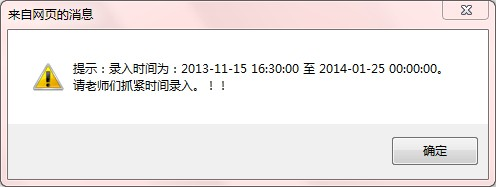 来自网页的消息
提示：录入时间为：2013-11-15 16:30:00 至 2014-01-25 00:00:00。
请老师们抓紧时间录入。！！
确定